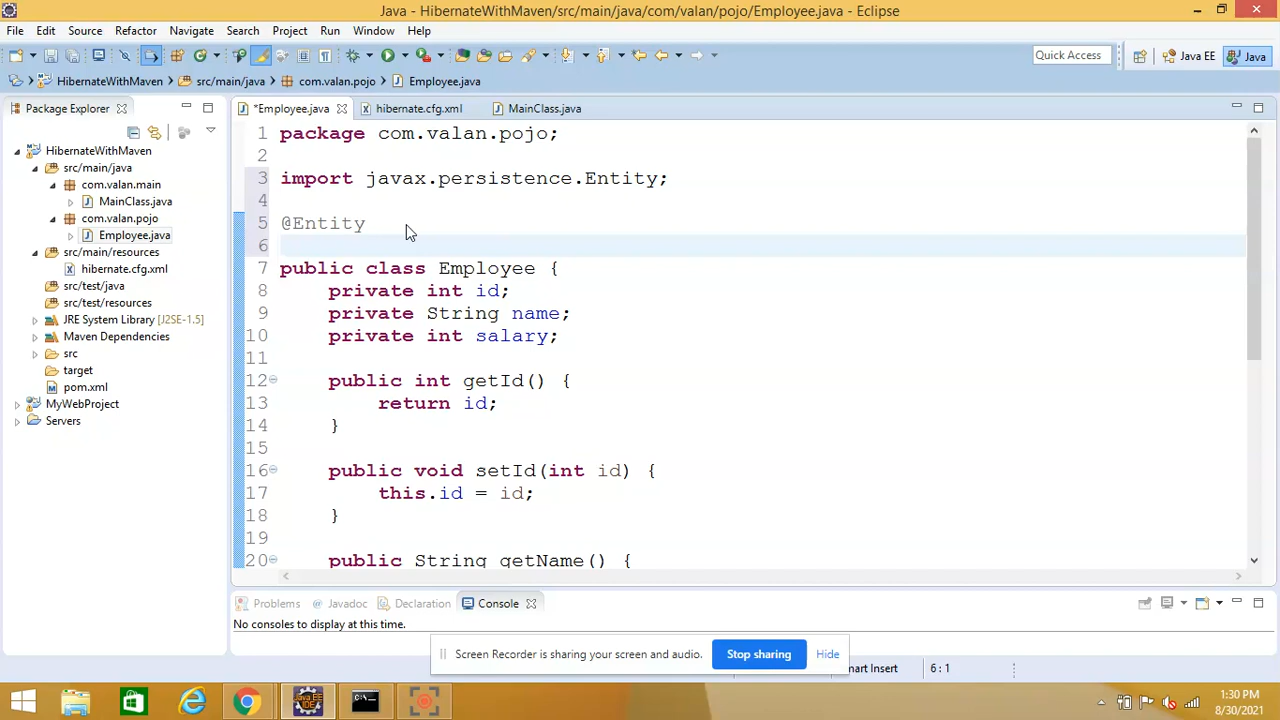 Java - HibernateWithMaven/src/main/java/com/valan/pojo/Employee.java - Eclipse
File Edit Source Refactor Navigate Search Project Run Window Help
Quick Access Java EE Java
HibernateWithMaven src/main/java com.valan.pojo Employee.java
Package Explorer
HibernateWithMaven
src/main/java
com.valan.main
MainClass.java
com.valan.pojo
Employee.java
src/main/resources
hibernate.cfg.xml
src/test/java
src/test/resources
JRE System Library [J2SE-1.5]
Maven Dependencies
src
target
pom.xml
MyWebProject
Servers
*Employee.java hibernate.cfg.xml MainClass.java
1 package com.valan.pojo;
2
3 import javax.persistence.Entity;
4
5 @Entity
6
7 public class Employee {
8 private int id;
9 private String name;
10 private int salary;
11
12 public int getId() {
13 return id;
14 }
15
16 public void setId(int id) {
17 this.id = id;
18 }
19
20 public String getName() {
Problems Javadoc Declaration Console
No consoles to display at this time.
Screen Recorder is sharing your screen and audio. Stop sharing Hide
mart Insert 6 : 1
Java EE IDE
1:30 PM
8/30/2021